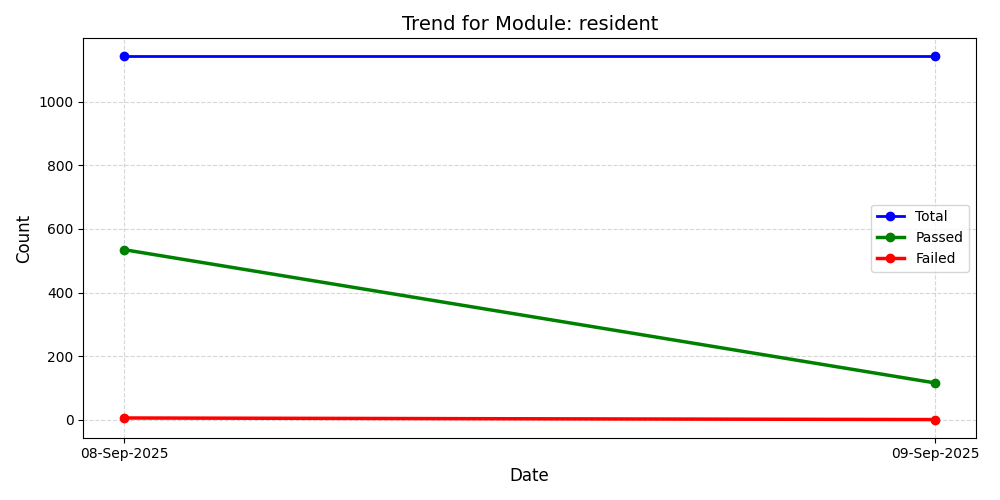 Trend for Module: resident
Count
1000
800
600
400
200
0
Total
Passed
Failed
08-Sep-2025
09-Sep-2025
Date